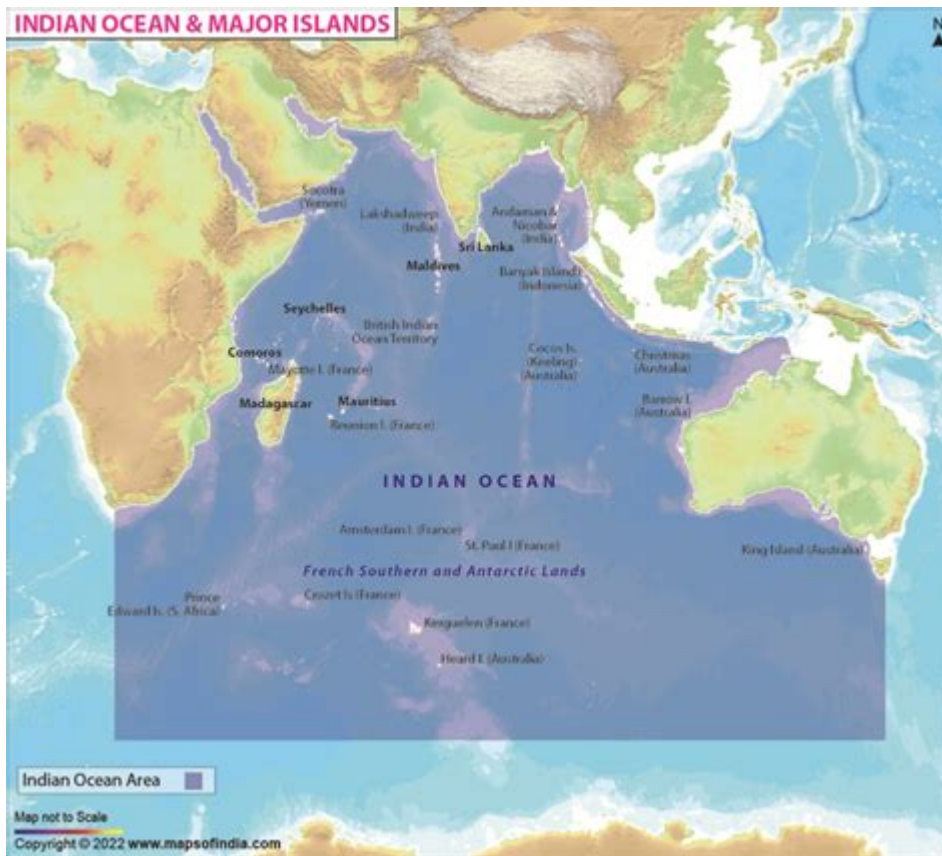 INDIAN OCEAN & MAJOR ISLANDS
N
Socotra
(Yemen)
Lakshadweep
(India)
Andaman &
Nicobar
(India)
Sri Lanka
Maldives
Banyak Island
(Indonesia)
Seychelles
British Indian
Ocean Territory
Comoros
Mayotte I. (France)
Cocos Is.
(Keeling)
(Australia)
Christmas
(Australia)
Madagascar
Mauritius
Reunion I. (France)
Barrow I.
(Australia)
INDIAN OCEAN
Amsterdam I. (France)
St. Paul I (France)
King Island (Australia)
French Southern and Antarctic Lands
Prince
Edward Is. (S. Africa)
Crozet Is (France)
Kerguelen (France)
Heard I (Australia)
Indian Ocean Area
Map not to Scale
Copyright © 2022 www.mapsofindia.com